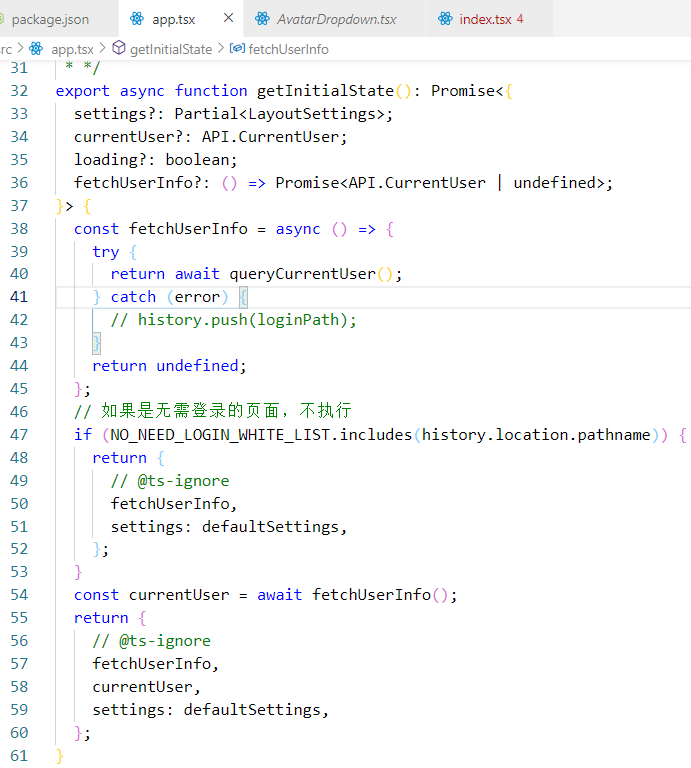 package.json app.tsx AvatarDropdown.tsx index.tsx 4
rc > app.tsx > getInitialState > fetchUserInfo
31 * */
32 export async function getInitialState(): Promise<{
33 settings?: Partial<LayoutSettings>;
34 currentUser?: API.CurrentUser;
35 loading?: boolean;
36 fetchUserInfo?: () => Promise<API.CurrentUser | undefined>;
37 }> {
38 const fetchUserInfo = async () => {
39 try {
40 return await queryCurrentUser();
41 } catch (error) {
42 // history.push(loginPath);
43 }
44 return undefined;
45 };
46 // 如果是无需登录的页面，不执行
47 if (NO_NEED_LOGIN_WHITE_LIST.includes(history.location.pathname)) {
48 return {
49 // @ts-ignore
50 fetchUserInfo,
51 settings: defaultSettings,
52 };
53 }
54 const currentUser = await fetchUserInfo();
55 return {
56 // @ts-ignore
57 fetchUserInfo,
58 currentUser,
59 settings: defaultSettings,
60 };
61 }